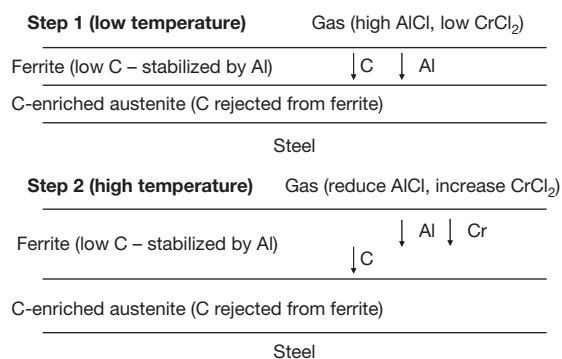 Step 1 (low temperature) Gas (high AlCl, low CrCl₂)
Ferrite (low C – stabilized by Al) C Al
C-enriched austenite (C rejected from ferrite)
Steel
Step 2 (high temperature) Gas (reduce AlCl, increase CrCl₂)
Al Cr
Ferrite (low C – stabilized by Al)
C
C-enriched austenite (C rejected from ferrite)
Steel